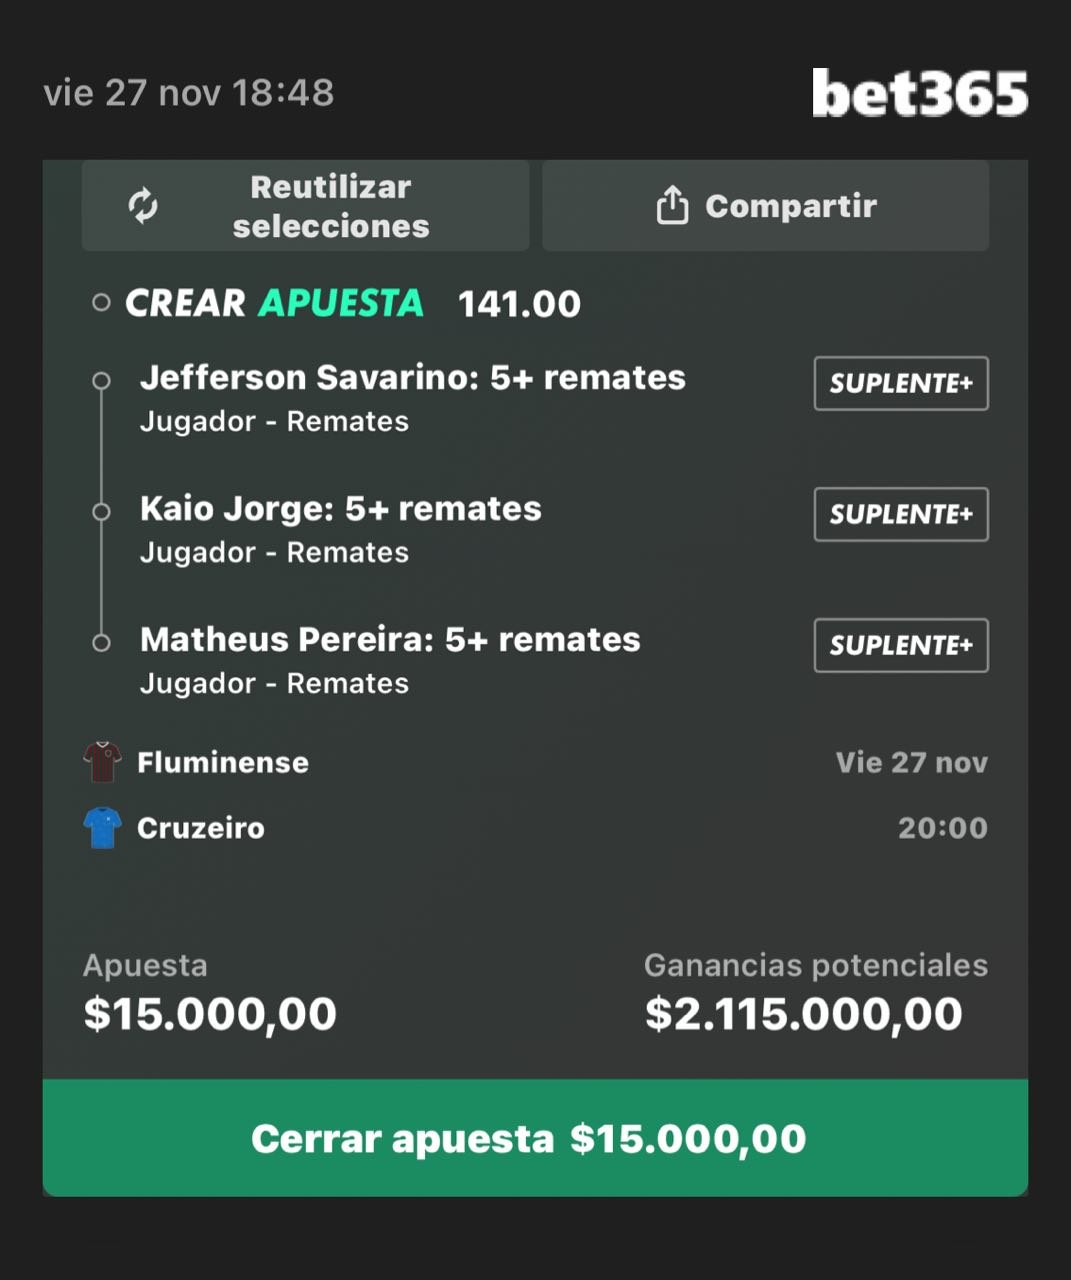 vie 27 nov 18:48
bet365
Reutilizar
selecciones
Compartir
CREAR APUESTA 141.00
Jefferson Savarino: 5+ remates
SUPLENTE+
Jugador - Remates
Kaio Jorge: 5+ remates
SUPLENTE+
Jugador - Remates
Matheus Pereira: 5+ remates
SUPLENTE+
Jugador - Remates
Fluminense
Vie 27 nov
Cruzeiro
20:00
Apuesta
Ganancias potenciales
$15.000,00
$2.115.000,00
Cerrar apuesta $15.000,00